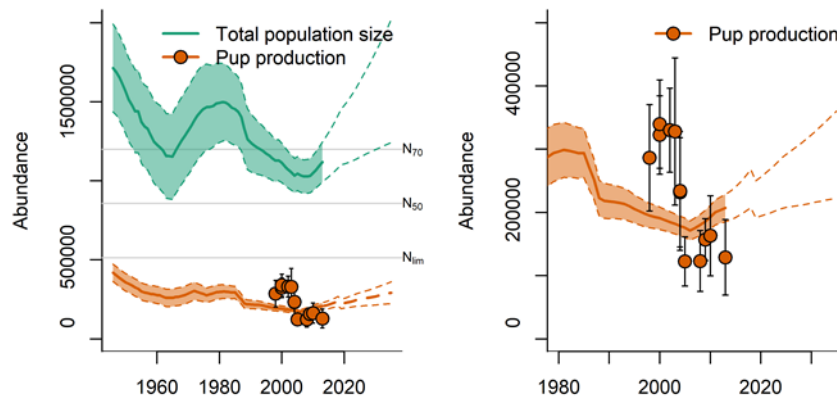 Total population size
Pup production
Abundance
0
500000
1500000
N70
N50
Nlim
1960
1980
2000
2020
Pup production
Abundance
0
200000
400000
1980
2000
2020